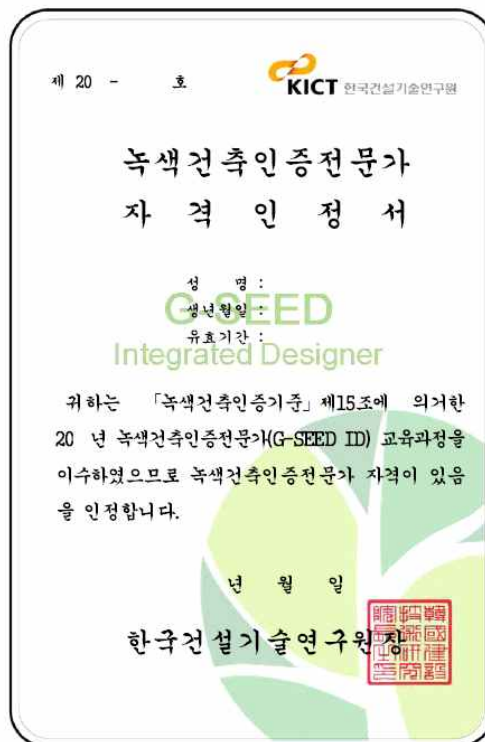 제 20 - 호
KICT 한국건설기술연구원
녹색건축인증전문가
자 격 인 정 서
성 명 :
생년월일 :
유효기간 :
G-SEED
Integrated Designer
귀하는 「녹색건축인증기준」제15조에 의거한
20 년 녹색건축인증전문가(G-SEED ID) 교육과정을
이수하였으므로 녹색건축인증전문가 자격이 있음
을 인정합니다.
년 월 일
한국건설기술연구원장